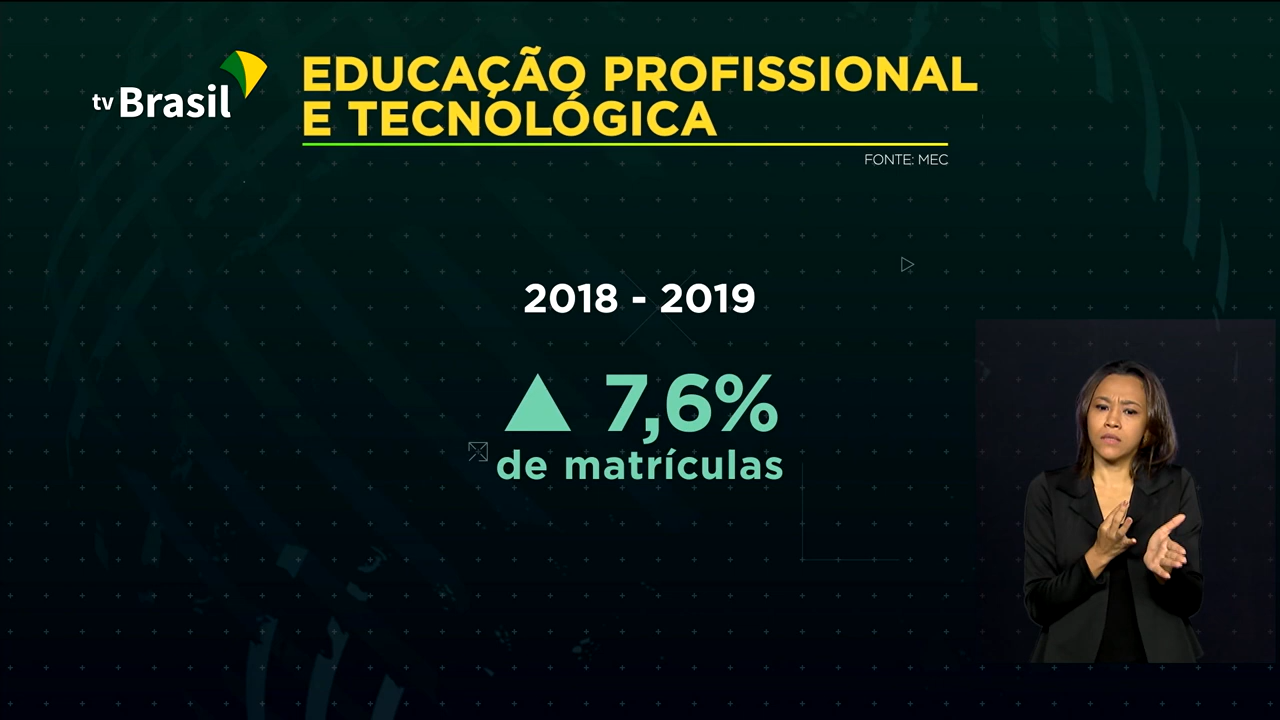 tv Brasil
EDUCAÇÃO PROFISSIONAL
E TECNOLÓGICA
FONTE: MEC
2018 - 2019
▲ 7,6%
de matrículas